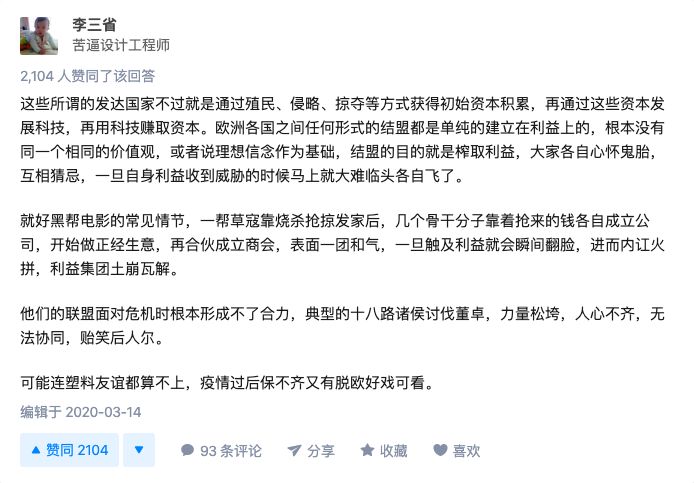 李三省
苦逼设计工程师
2,104 人赞同了该回答
这些所谓的发达国家不过就是通过殖民、侵略、掠夺等方式获得初始资本积累，再通过这些资本发
展科技，再用科技赚取资本。欧洲各国之间任何形式的结盟都是单纯的建立在利益上的，根本没有
同一个相同的价值观，或者说理想信念作为基础，结盟的目的就是榨取利益，大家各自心怀鬼胎，
互相猜忌，一旦自身利益收到威胁的时候马上就大难临头各自飞了。
就好黑帮电影的常见情节，一帮草寇靠烧杀抢掠发家后，几个骨干分子靠着抢来的钱各自成立公
司，开始做正经生意，再合伙成立商会，表面一团和气，一旦触及利益就会瞬间翻脸，进而内讧火
拼，利益集团土崩瓦解。
他们的联盟面对危机时根本形成不了合力，典型的十八路诸侯讨伐董卓，力量松垮，人心不齐，无
法协同，贻笑后人尔。
可能连塑料友谊都算不上，疫情过后保不齐又有脱欧好戏可看。
编辑于 2020-03-14
赞同 2104 93 条评论 分享 收藏 喜欢